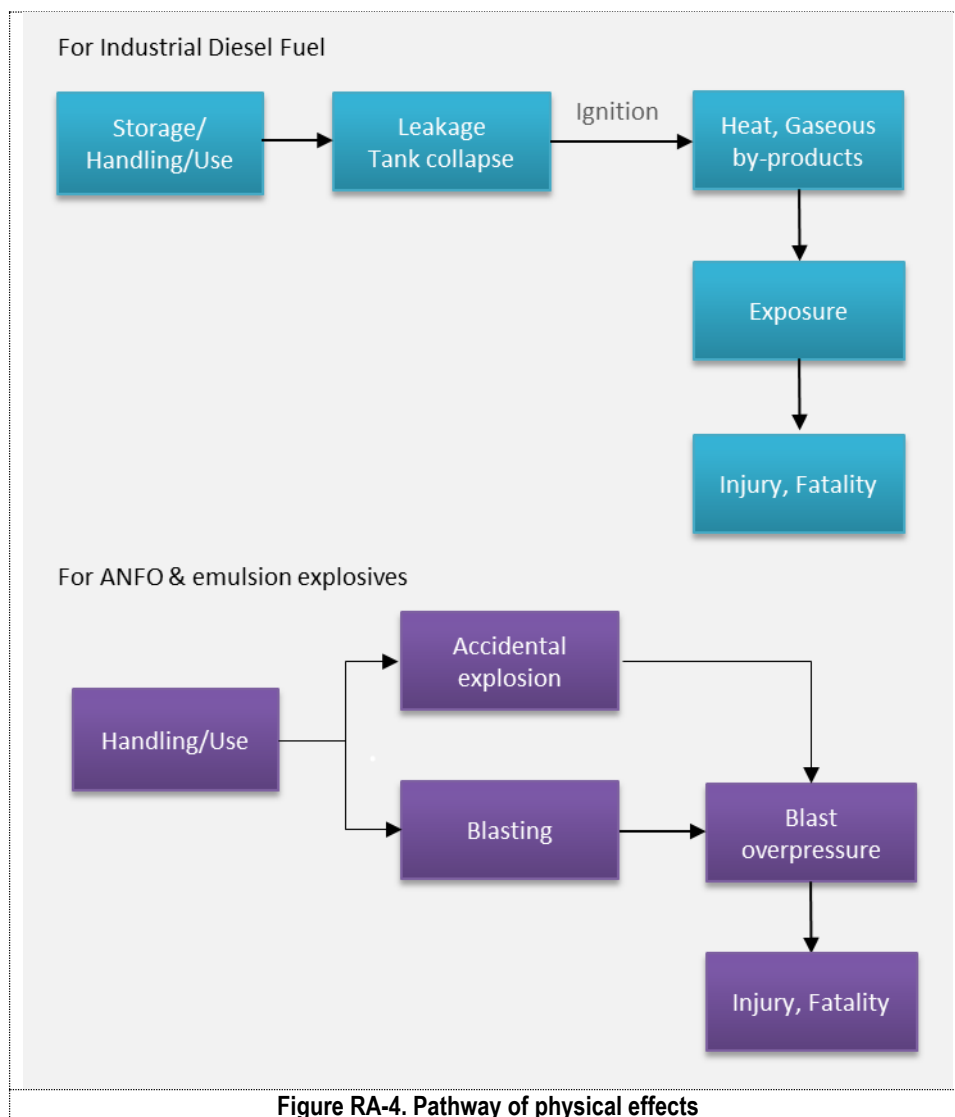 For Industrial Diesel Fuel
Storage/
Handling/Use
Leakage
Tank collapse
Ignition
Heat, Gaseous
by-products
Exposure
Injury, Fatality
For ANFO & emulsion explosives
Handling/Use
Accidental
explosion
Blasting
Blast
overpressure
Injury, Fatality
Figure RA-4. Pathway of physical effects